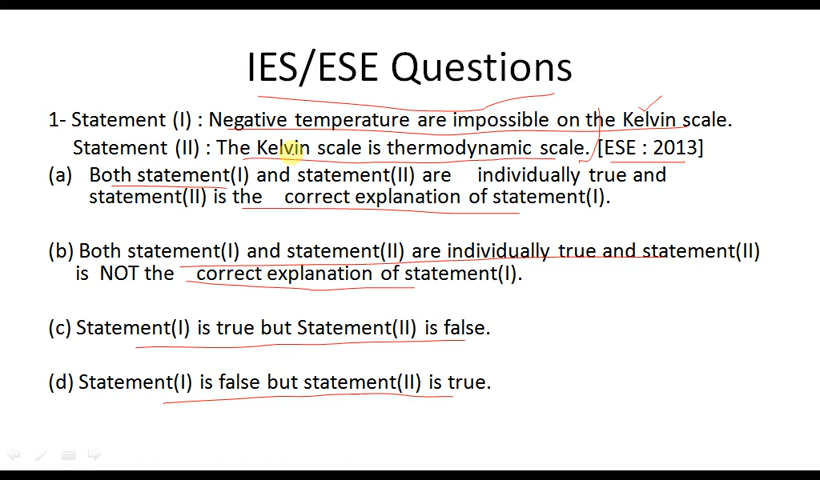 IES/ESE Questions
1- Statement (I) : Negative temperature are impossible on the Kelvin scale.
Statement (II) : The Kelvin scale is thermodynamic scale. [ESE : 2013]
(a) Both statement(I) and statement(II) are individually true and
statement(II) is the correct explanation of statement(I).
(b) Both statement(I) and statement(II) are individually true and statement(II)
is NOT the correct explanation of statement(I).
(c) Statement(I) is true but Statement(II) is false.
(d) Statement(I) is false but statement(II) is true.